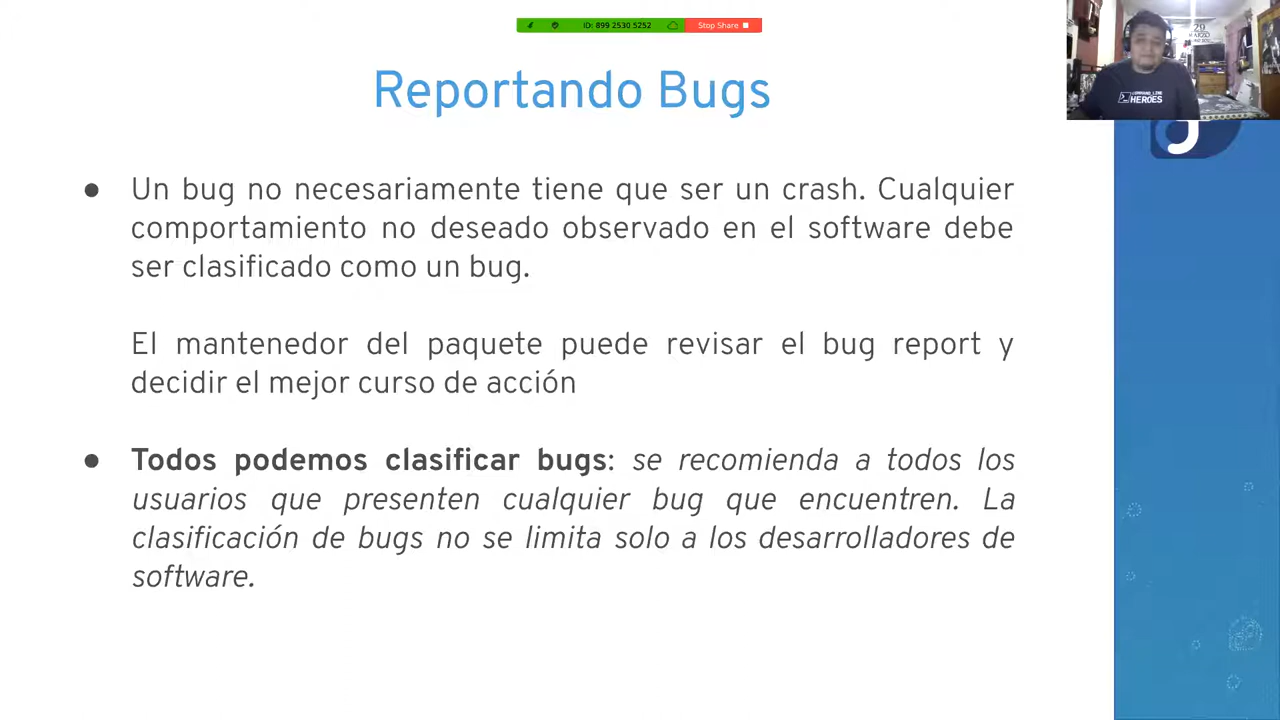 ID: 899 2530 5252
Stop Share
Reportando Bugs
29
COMMAND_LINE
HEROES
● Un bug no necesariamente tiene que ser un crash. Cualquier
comportamiento no deseado observado en el software debe
ser clasificado como un bug.
El mantenedor del paquete puede revisar el bug report y
decidir el mejor curso de acción
● Todos podemos clasificar bugs: se recomienda a todos los
usuarios que presenten cualquier bug que encuentren. La
clasificación de bugs no se limita solo a los desarrolladores de
software.